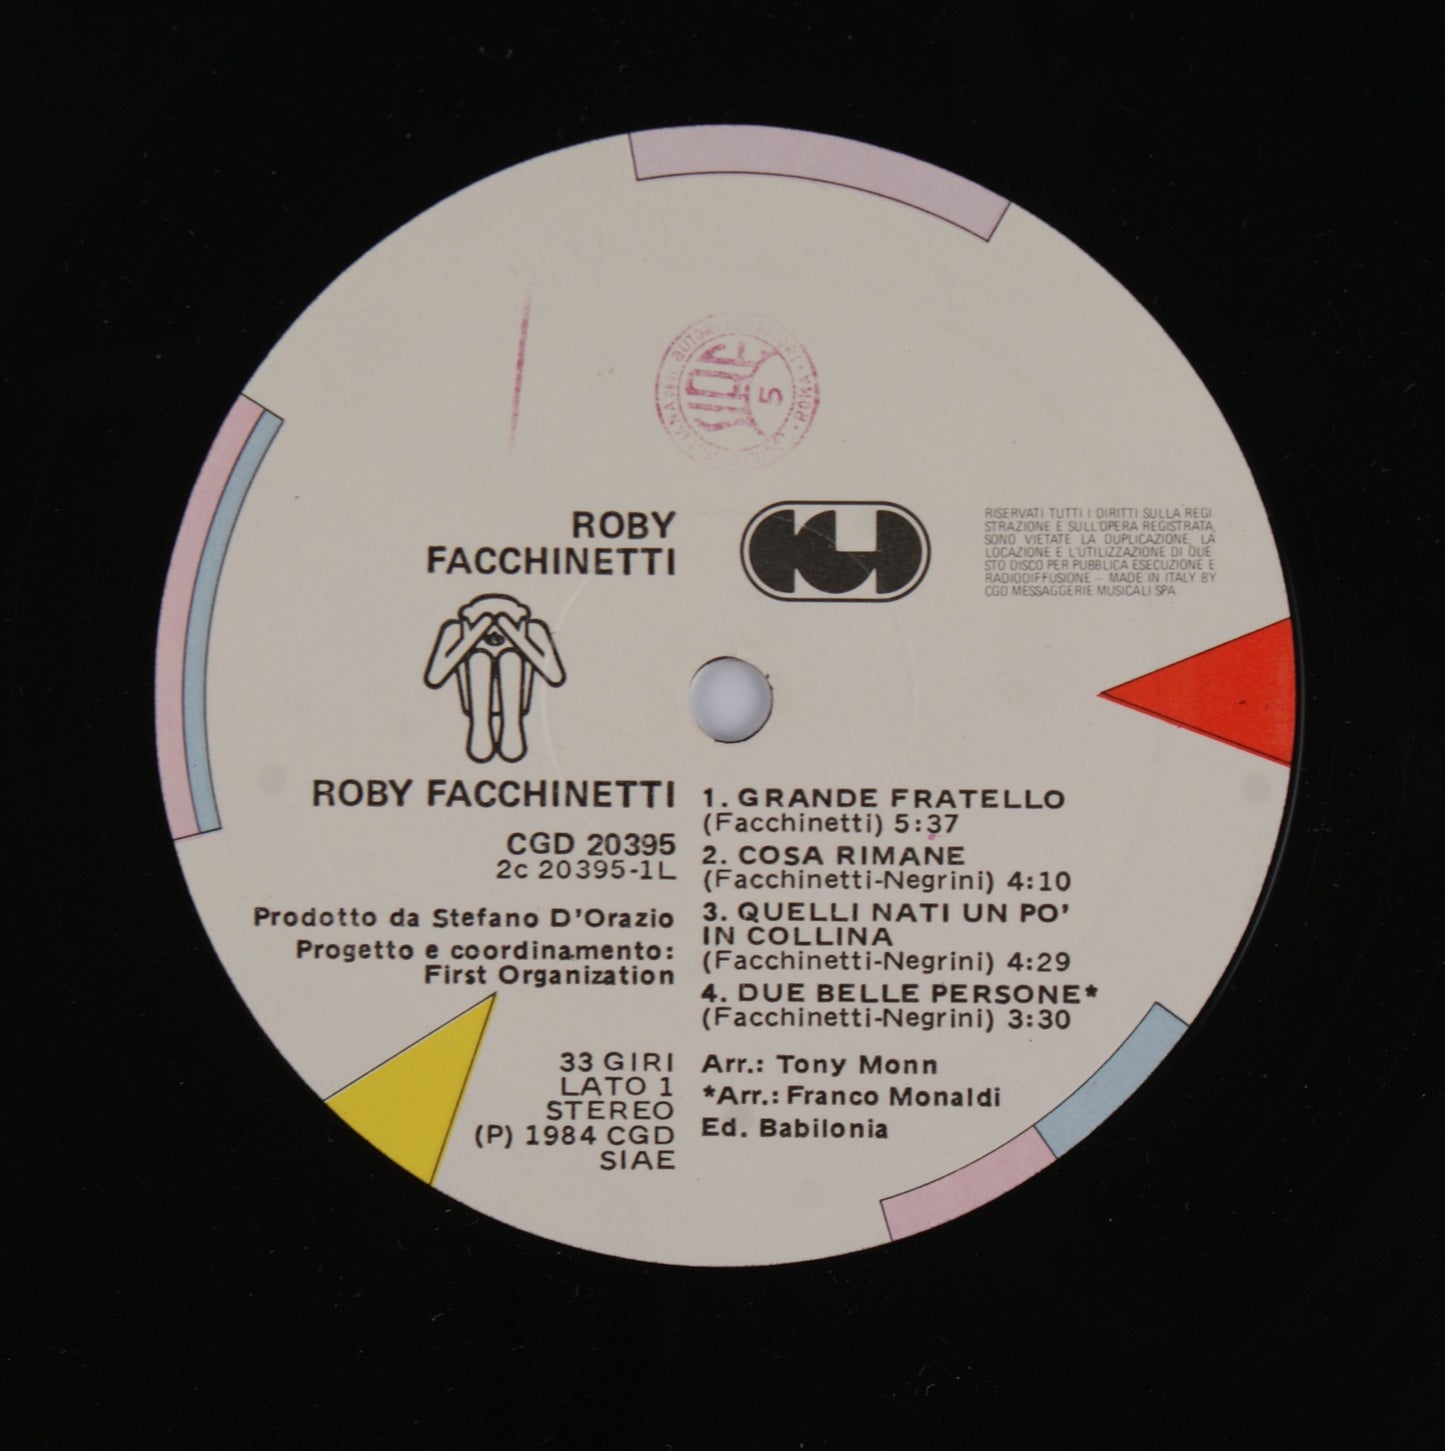 SIAE
5
ROMA
ROBY
FACCHINETTI
CGD
RISERVATI TUTTI I DIRITTI SULLA REGI
STRAZIONE E SULL'OPERA REGISTRATA,
SONO VIETATE LA DUPLICAZIONE, LA
LOCAZIONE E L'UTILIZZAZIONE DI QUE
STO DISCO PER PUBBLICA ESECUZIONE E
RADIODIFFUSIONE – MADE IN ITALY BY
CGD MESSAGGERIE MUSICALI SPA.
ROBY FACCHINETTI
CGD 20395
2c 20395-1L
Prodotto da Stefano D'Orazio
Progetto e coordinamento:
First Organization
33 GIRI
LATO 1
STEREO
(P) 1984 CGD
SIAE
1. GRANDE FRATELLO
(Facchinetti) 5:37
2. COSA RIMANE
(Facchinetti-Negrini) 4:10
3. QUELLI NATI UN PO'
IN COLLINA
(Facchinetti-Negrini) 4:29
4. DUE BELLE PERSONE*
(Facchinetti-Negrini) 3:30
Arr.: Tony Monn
*Arr.: Franco Monaldi
Ed. Babilonia